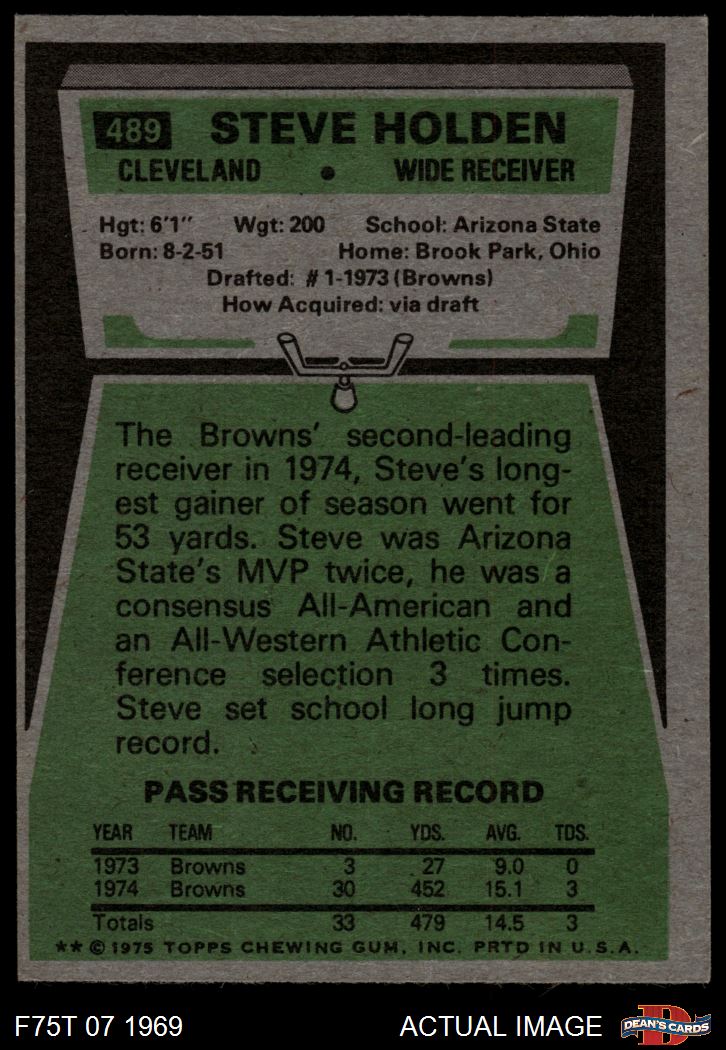 489 STEVE HOLDEN
CLEVELAND • WIDE RECEIVER
Hgt: 6'1" Wgt: 200 School: Arizona State
Born: 8-2-51 Home: Brook Park, Ohio
Drafted: #1-1973 (Browns)
How Acquired: via draft
The Browns' second-leading
receiver in 1974, Steve's long-
est gainer of season went for
53 yards. Steve was Arizona
State's MVP twice, he was a
consensus All-American and
an All-Western Athletic Con-
ference selection 3 times.
Steve set school long jump
record.
PASS RECEIVING RECORD
YEAR TEAM NO. YDS. AVG. TDS.
1973 Browns 3 27 9.0 0
1974 Browns 30 452 15.1 3
Totals 33 479 14.5 3
** © 1975 TOPPS CHEWING GUM, INC. PRTD IN U.S.A.
F75T 07 1969 ACTUAL IMAGE D DEAN'S CARDS